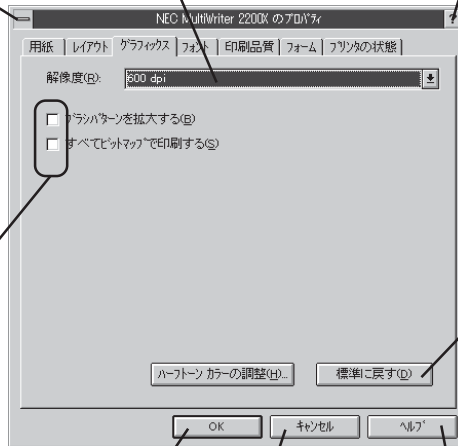 NEC MultiWriter 2200X のプロパティ
?
用紙 レイアウト グラフィックス フォント 印刷品質 フォーム プリンタの状態
解像度(R): 600 dpi
ブラシパターンを拡大する(B)
すべてビットマップで印刷する(S)
ハーフトーン カラーの調整(H)... 標準に戻す(D)
OK キャンセル ヘルプ